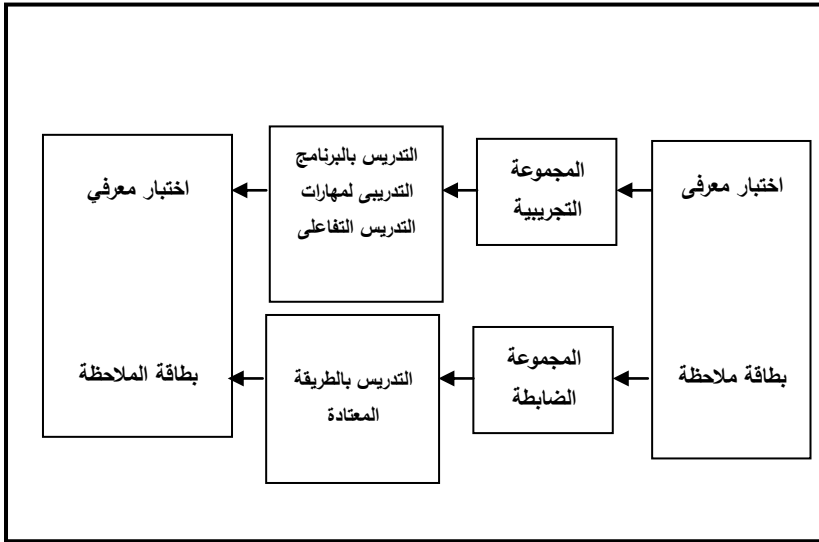 اختبار معرفى
بطاقة ملاحظة
المجموعة
التجريبية
المجموعة
الضابطة
التدريس بالبرنامج
التدريبى لمهارات
التدريس التفاعلى
التدريس بالطريقة
المعتادة
اختبار معرفي
بطاقة الملاحظة